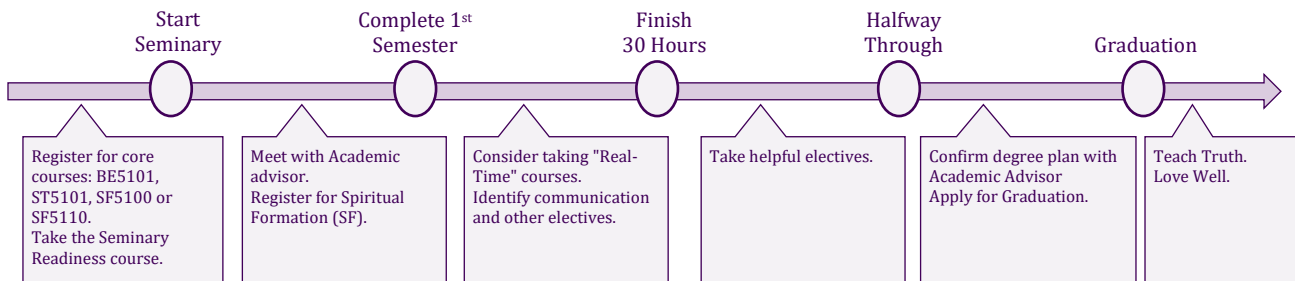 Start
Seminary
Complete 1st
Semester
Finish
30 Hours
Halfway
Through
Graduation
Register for core
courses: BE5101,
ST5101, SF5100 or
SF5110.
Take the Seminary
Readiness course.
Meet with Academic
advisor.
Register for Spiritual
Formation (SF).
Consider taking "Real-
Time" courses.
Identify communication
and other electives.
Take helpful electives.
Confirm degree plan with
Academic Advisor
Apply for Graduation.
Teach Truth.
Love Well.